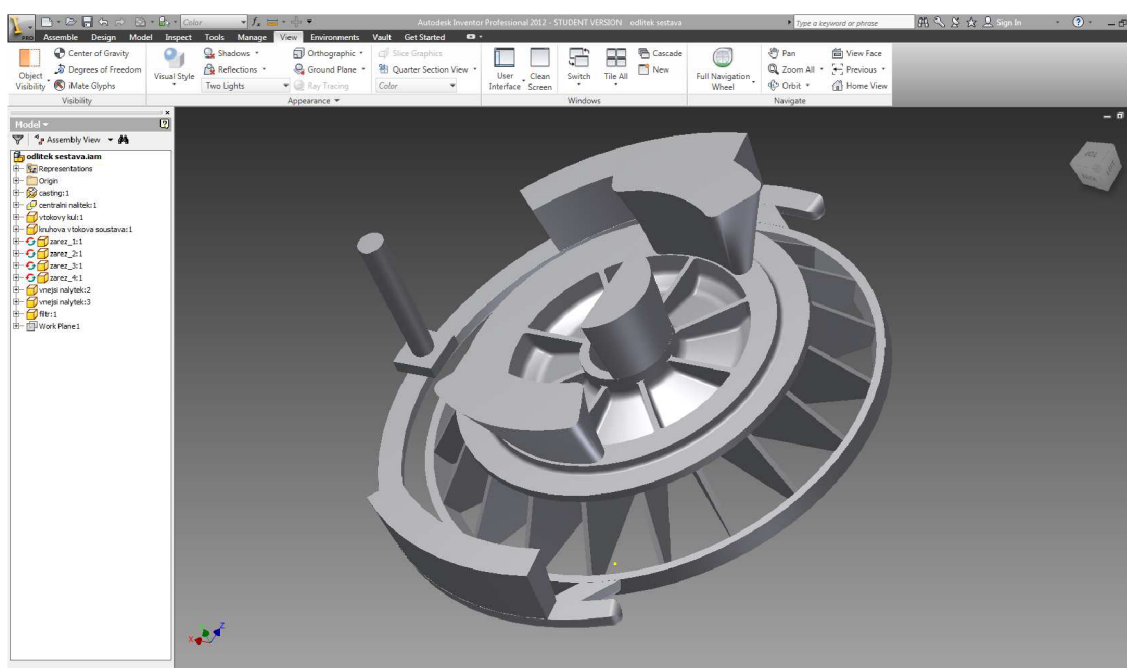 Color
Autodesk Inventor Professional 2012 - STUDENT VERSION odlitek sestava
Type a keyword or phrase
Sign In
PRO
Assemble Design Model Inspect Tools Manage View Environments Vault Get Started
Center of Gravity
Degrees of Freedom
iMate Glyphs
Object Visibility
Visibility
Visual Style
Shadows
Reflections
Two Lights
Orthographic
Ground Plane
Ray Tracing
Slice Graphics
Quarter Section View
Color
Appearance
User Interface
Clean Screen
Switch
Tile All
Cascade
New
Windows
Full Navigation Wheel
Pan
Zoom All
Orbit
View Face
Previous
Home View
Navigate
Model
Assembly View
odlitek sestava.iam
Representations
Origin
casting:1
centralni nalitek:1
vtokovy kul:1
kruhova vtokova soustava:1
zarez_1:1
zarez_2:1
zarez_3:1
zarez_4:1
vnejsi nalytek:2
vnejsi nalytek:3
filtr:1
Work Plane1
X
Z